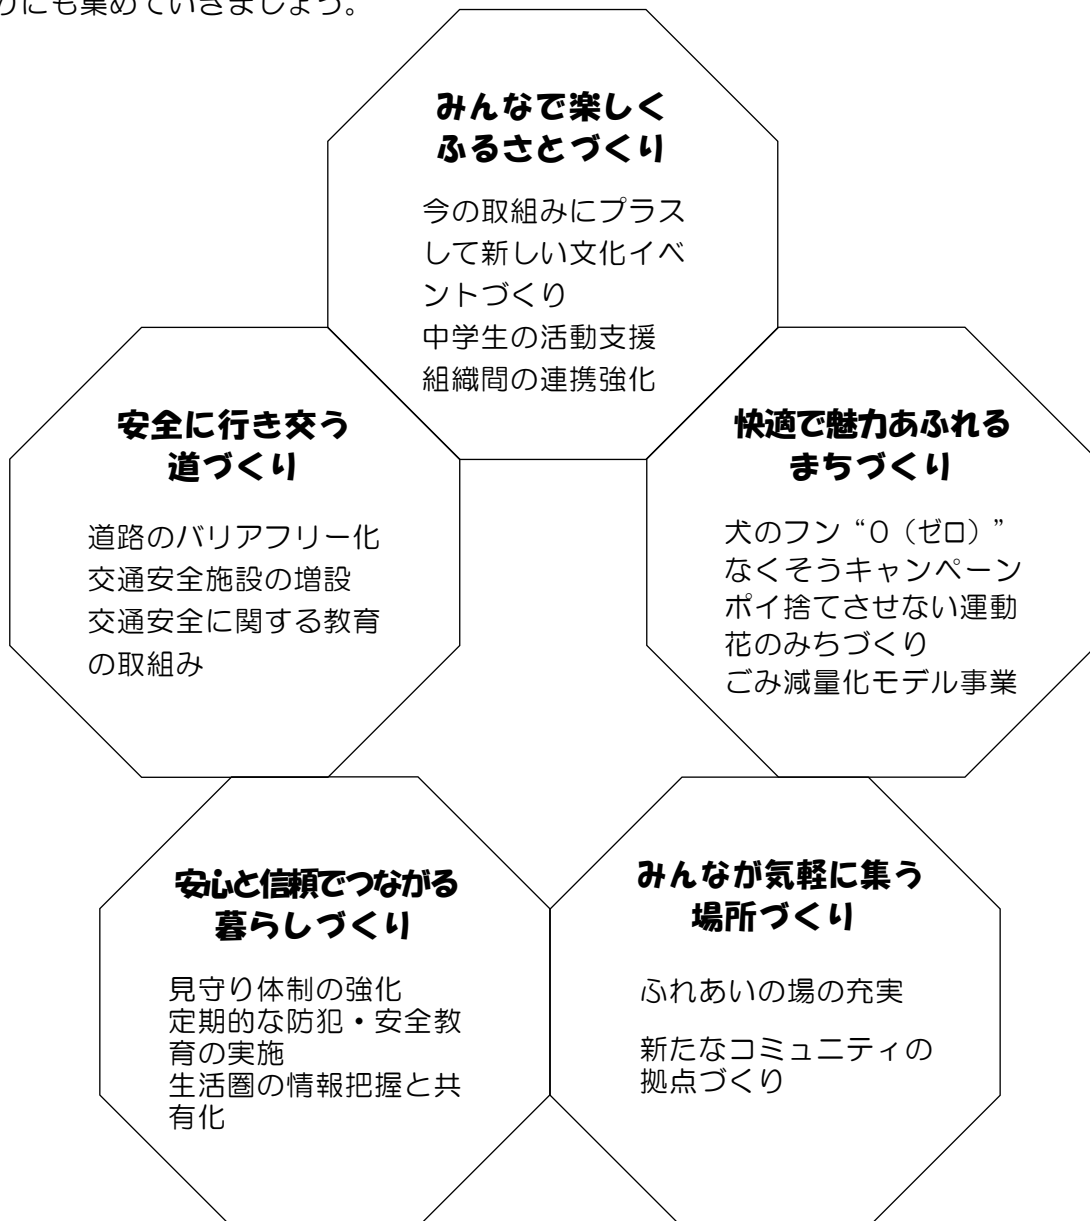 りにも集めていきましょう。
みんなで楽しく
ふるさとづくり
今の取組みにプラス
して新しい文化イベ
ントづくり
中学生の活動支援
組織間の連携強化
安全に行き交う
道づくり
道路のバリアフリー化
交通安全施設の増設
交通安全に関する教育
の取組み
快適で魅力あふれる
まちづくり
犬のフン“0（ゼロ）”
なくそうキャンペーン
ポイ捨てさせない運動
花のみちづくり
ごみ減量化モデル事業
安心と信頼でつながる
暮らしづくり
見守り体制の強化
定期的な防犯・安全教
育の実施
生活圏の情報把握と共
有化
みんなが気軽に集う
場所づくり
ふれあいの場の充実
新たなコミュニティの
拠点づくり